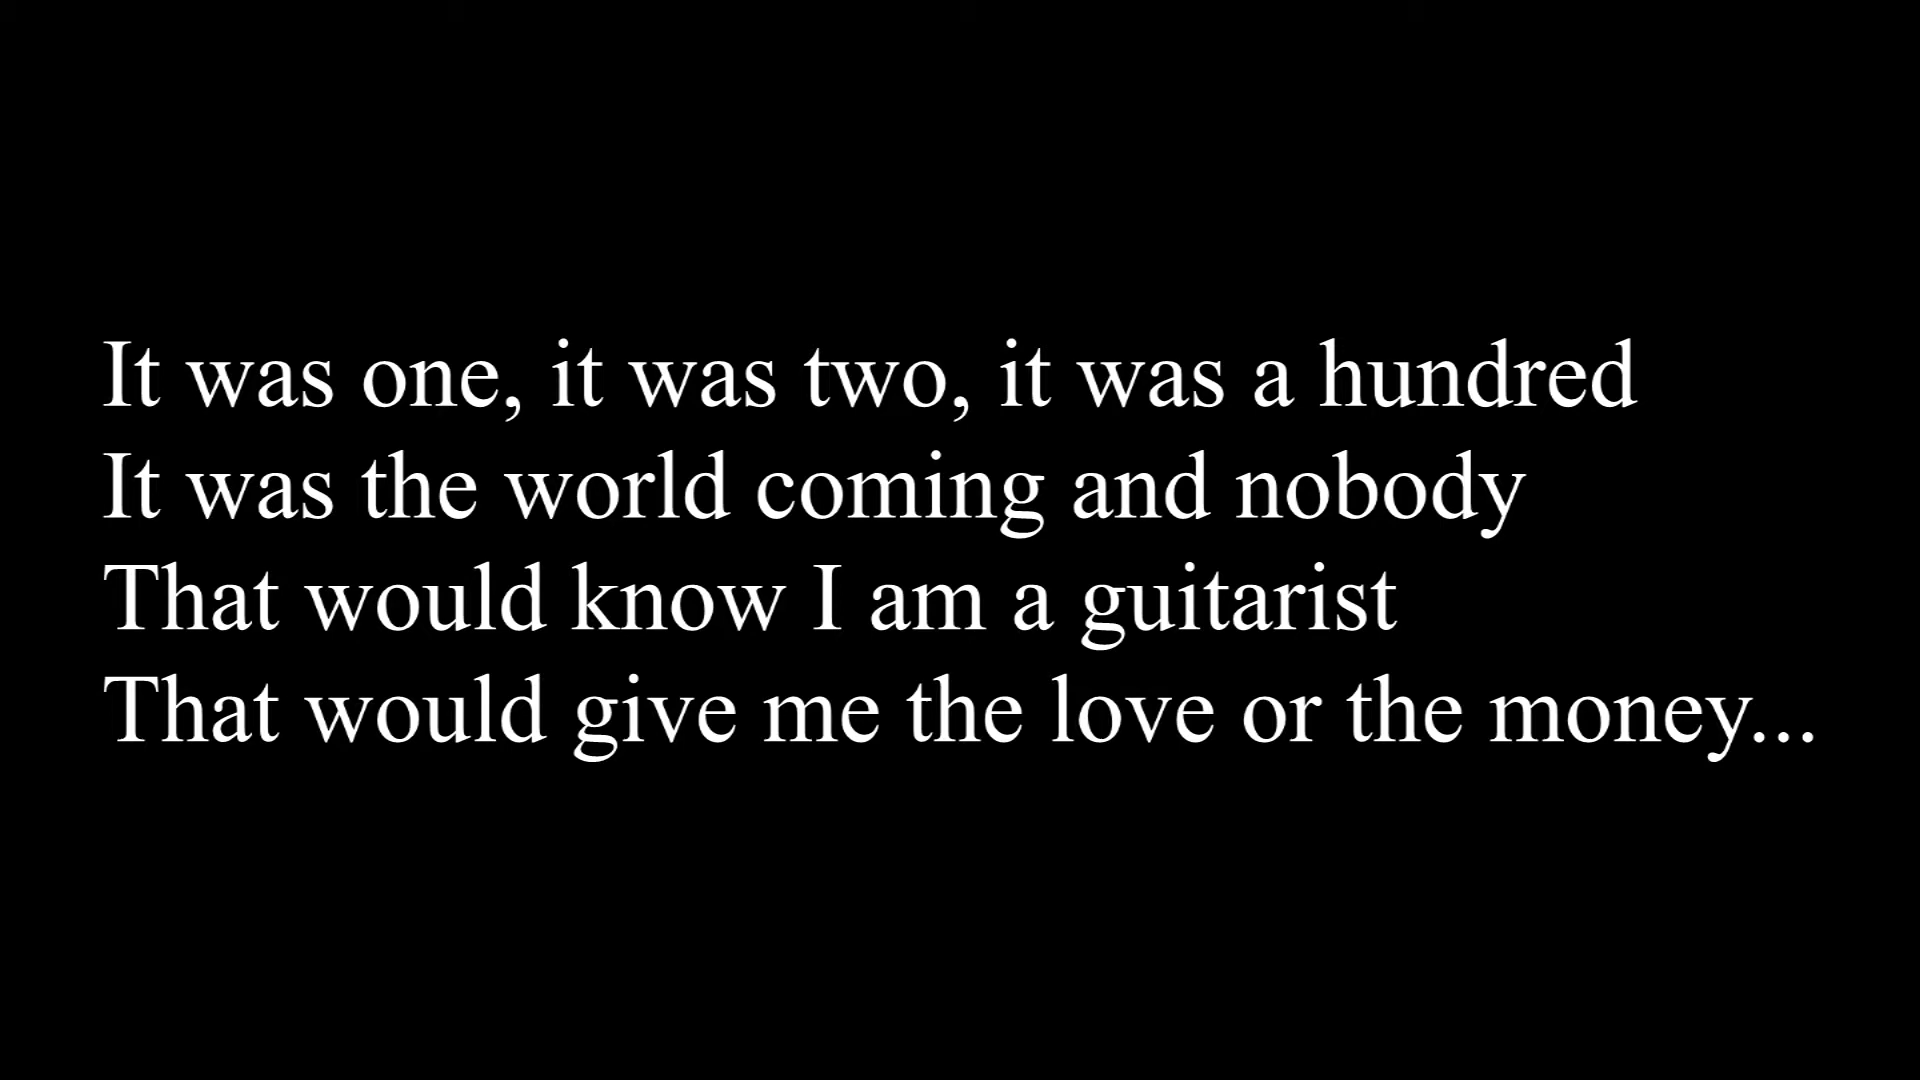 It was one, it was two, it was a hundred
It was the world coming and nobody
That would know I am a guitarist
That would give me the love or the money...